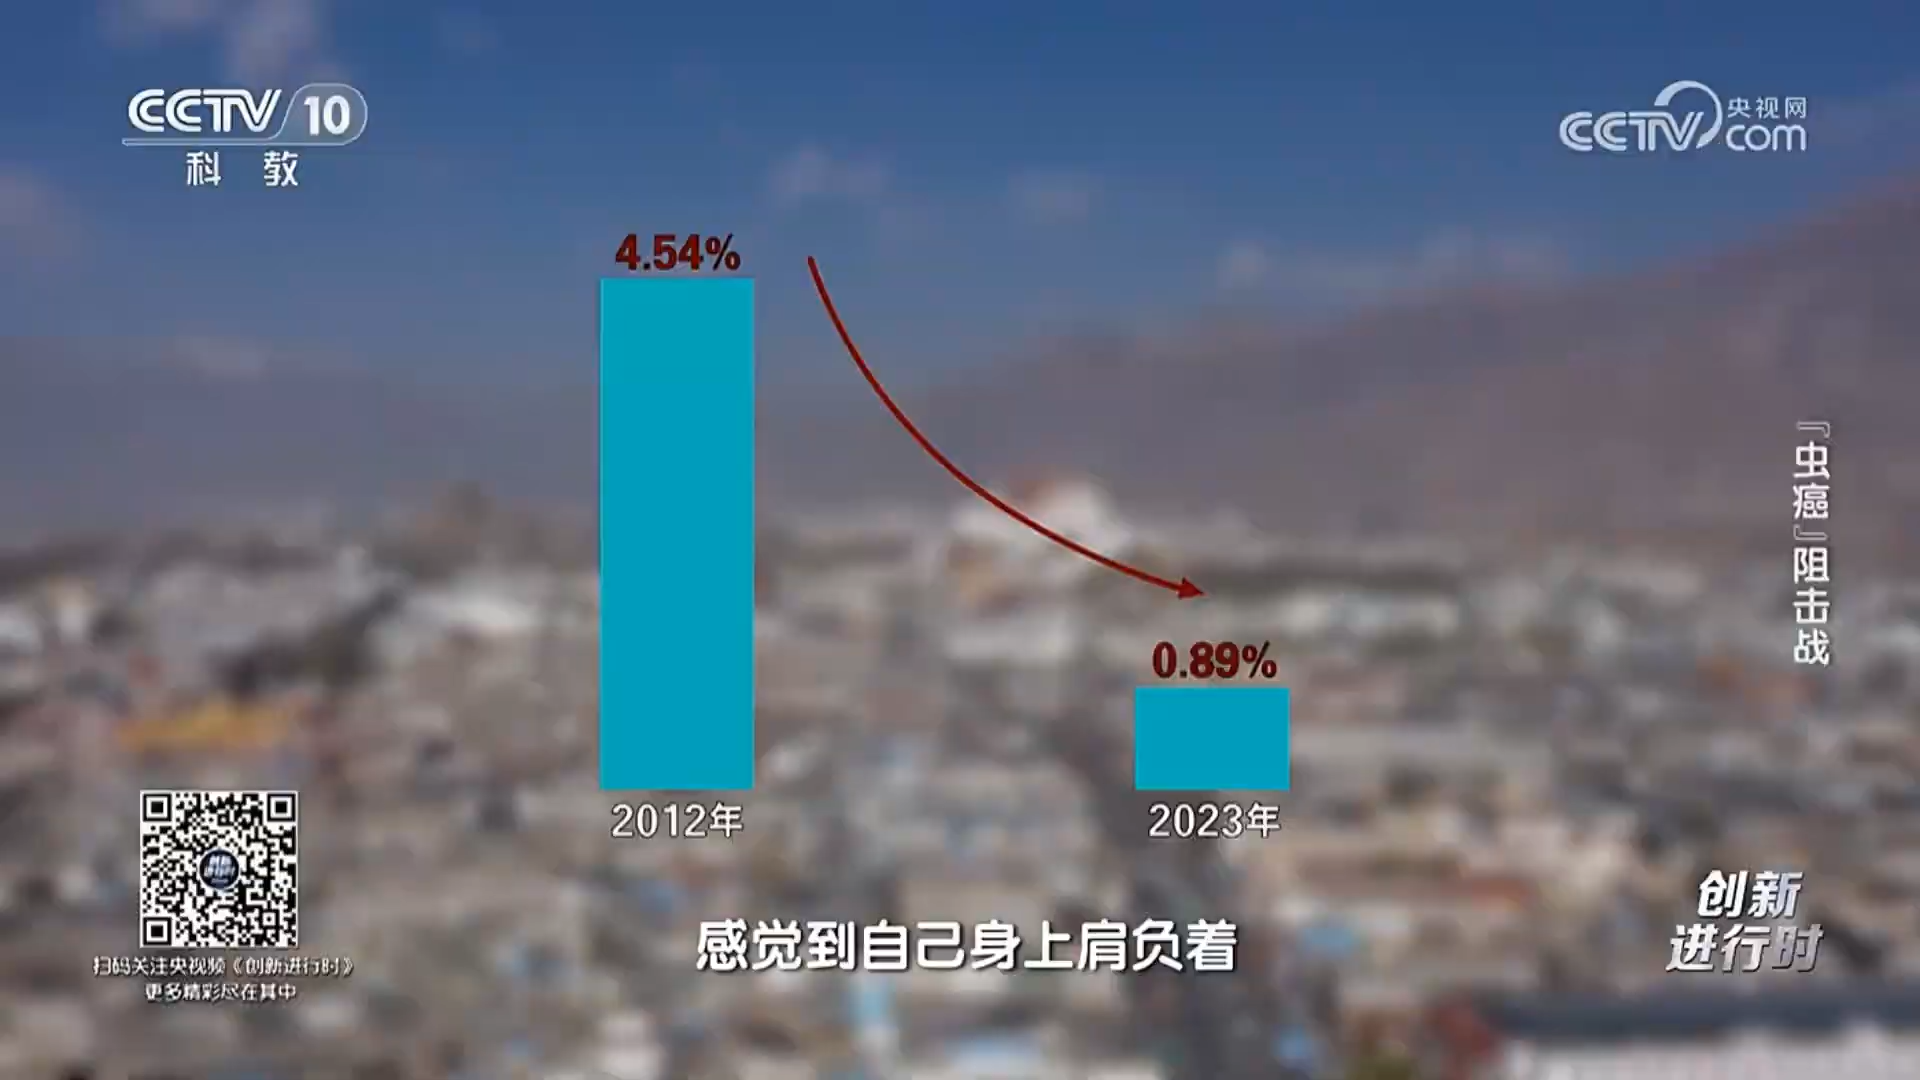 CCTV 10
科 教
央视网
CCTV.com
4.54%
0.89%
2012年
2023年
『虫癌』阻击战
感觉到自己身上肩负着
扫码关注央视频《创新进行时》
更多精彩尽在其中
创新
进行时